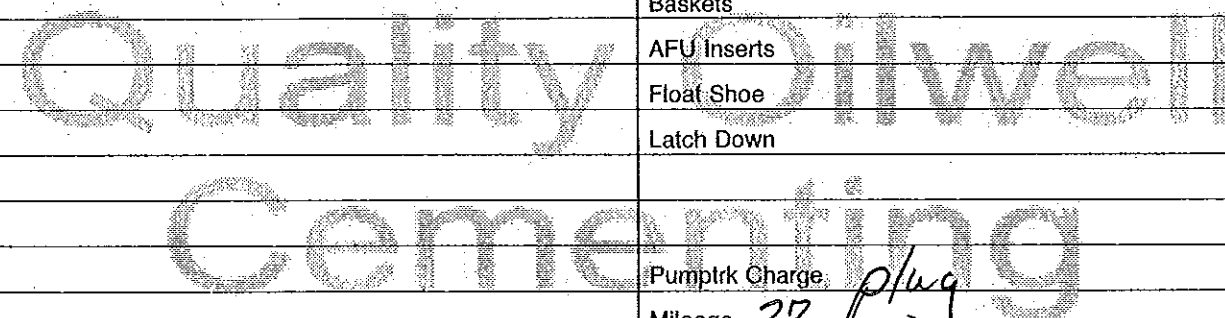 Baskets
AFU Inserts
Float Shoe
Latch Down
Quality Oilwell
Cementing
Pumptrk Charge plug
Mileage 27